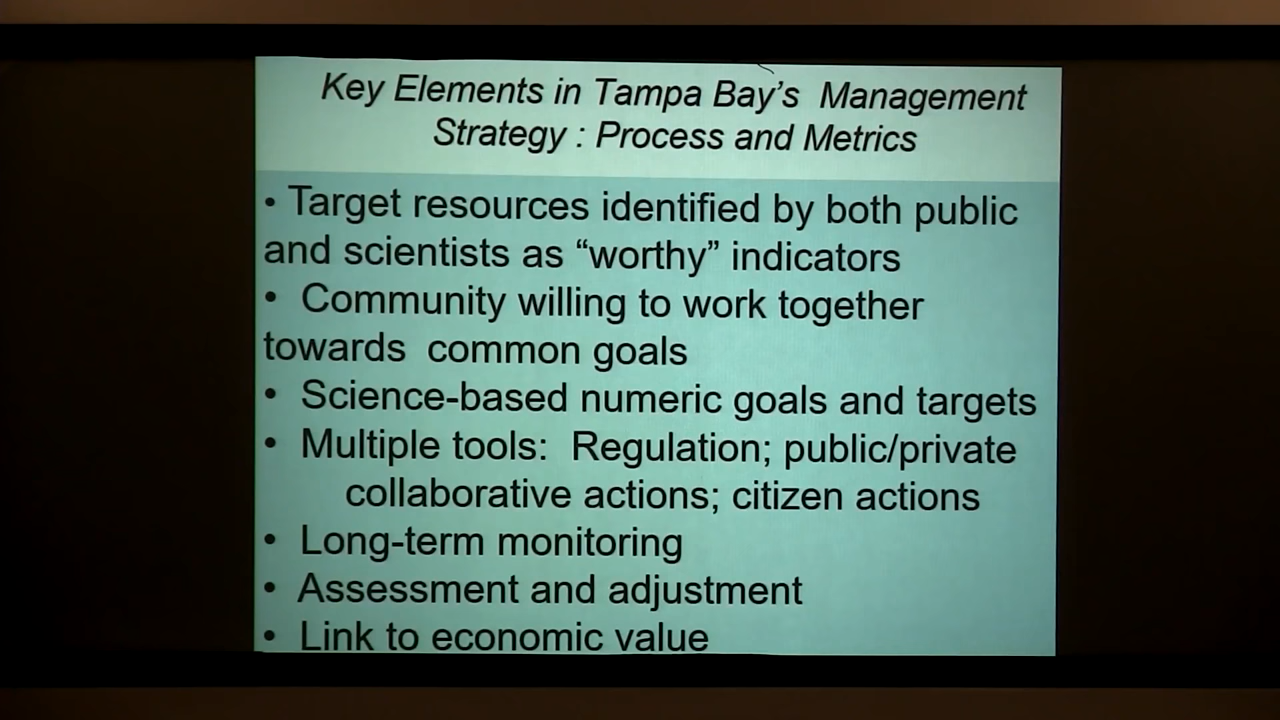 Key Elements in Tampa Bay’s Management
Strategy : Process and Metrics
• Target resources identified by both public
and scientists as “worthy” indicators
• Community willing to work together
towards common goals
• Science-based numeric goals and targets
• Multiple tools: Regulation; public/private
collaborative actions; citizen actions
• Long-term monitoring
• Assessment and adjustment
• Link to economic value